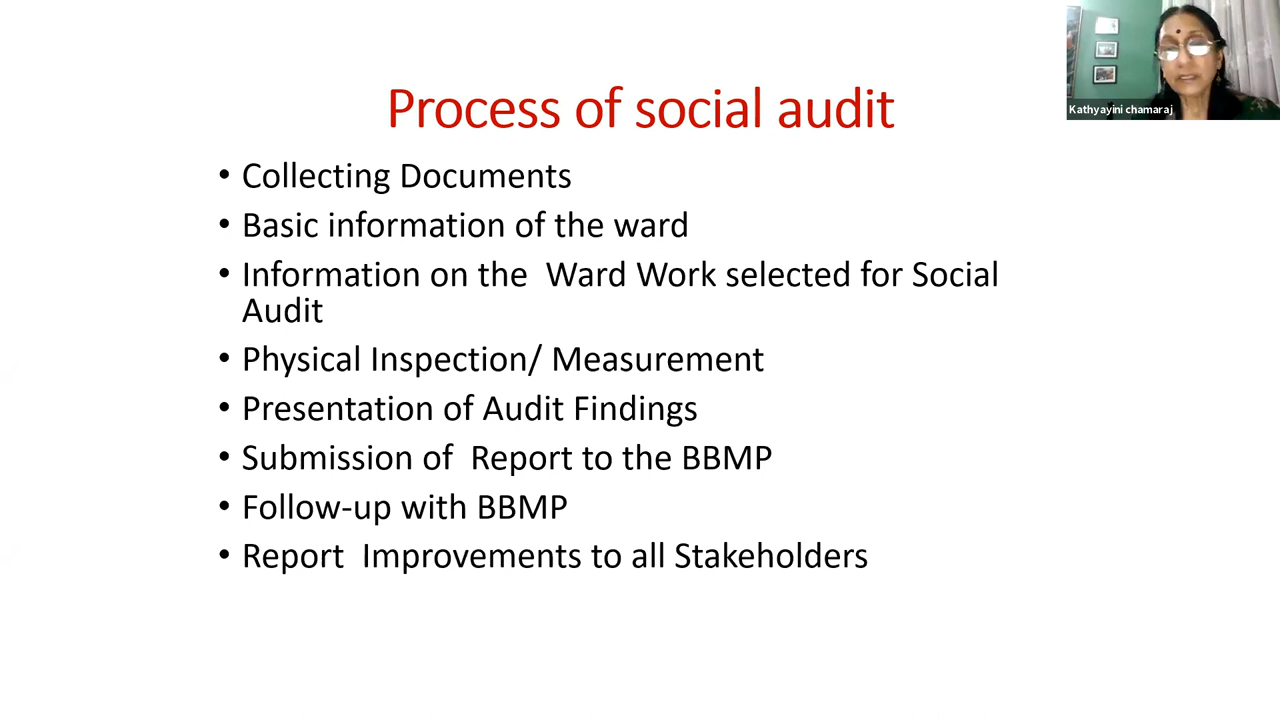 Kathyayini chamaraj
Process of social audit
• Collecting Documents
• Basic information of the ward
• Information on the  Ward Work selected for Social
Audit
• Physical Inspection/ Measurement
• Presentation of Audit Findings
• Submission of  Report to the BBMP
• Follow-up with BBMP
• Report  Improvements to all Stakeholders